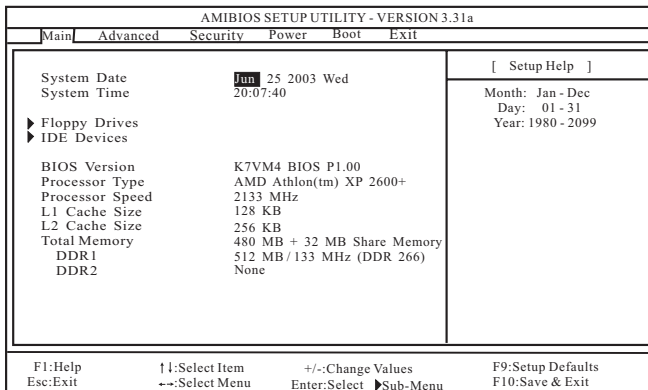 AMIBIOS SETUP UTILITY - VERSION 3.31a
Main Advanced Security Power Boot Exit
System Date Jun 25 2003 Wed
System Time 20:07:40
Floppy Drives
IDE Devices
BIOS Version K7VM4 BIOS P1.00
Processor Type AMD Athlon(tm) XP 2600+
Processor Speed 2133 MHz
L1 Cache Size 128 KB
L2 Cache Size 256 KB
Total Memory 480 MB + 32 MB Share Memory
DDR1 512 MB / 133 MHz (DDR 266)
DDR2 None
[ Setup Help ]
Month: Jan - Dec
Day: 01 - 31
Year: 1980 - 2099
F1:Help ↑↓:Select Item +/-:Change Values F9:Setup Defaults
Esc:Exit ←→:Select Menu Enter:Select ▶Sub-Menu F10:Save & Exit